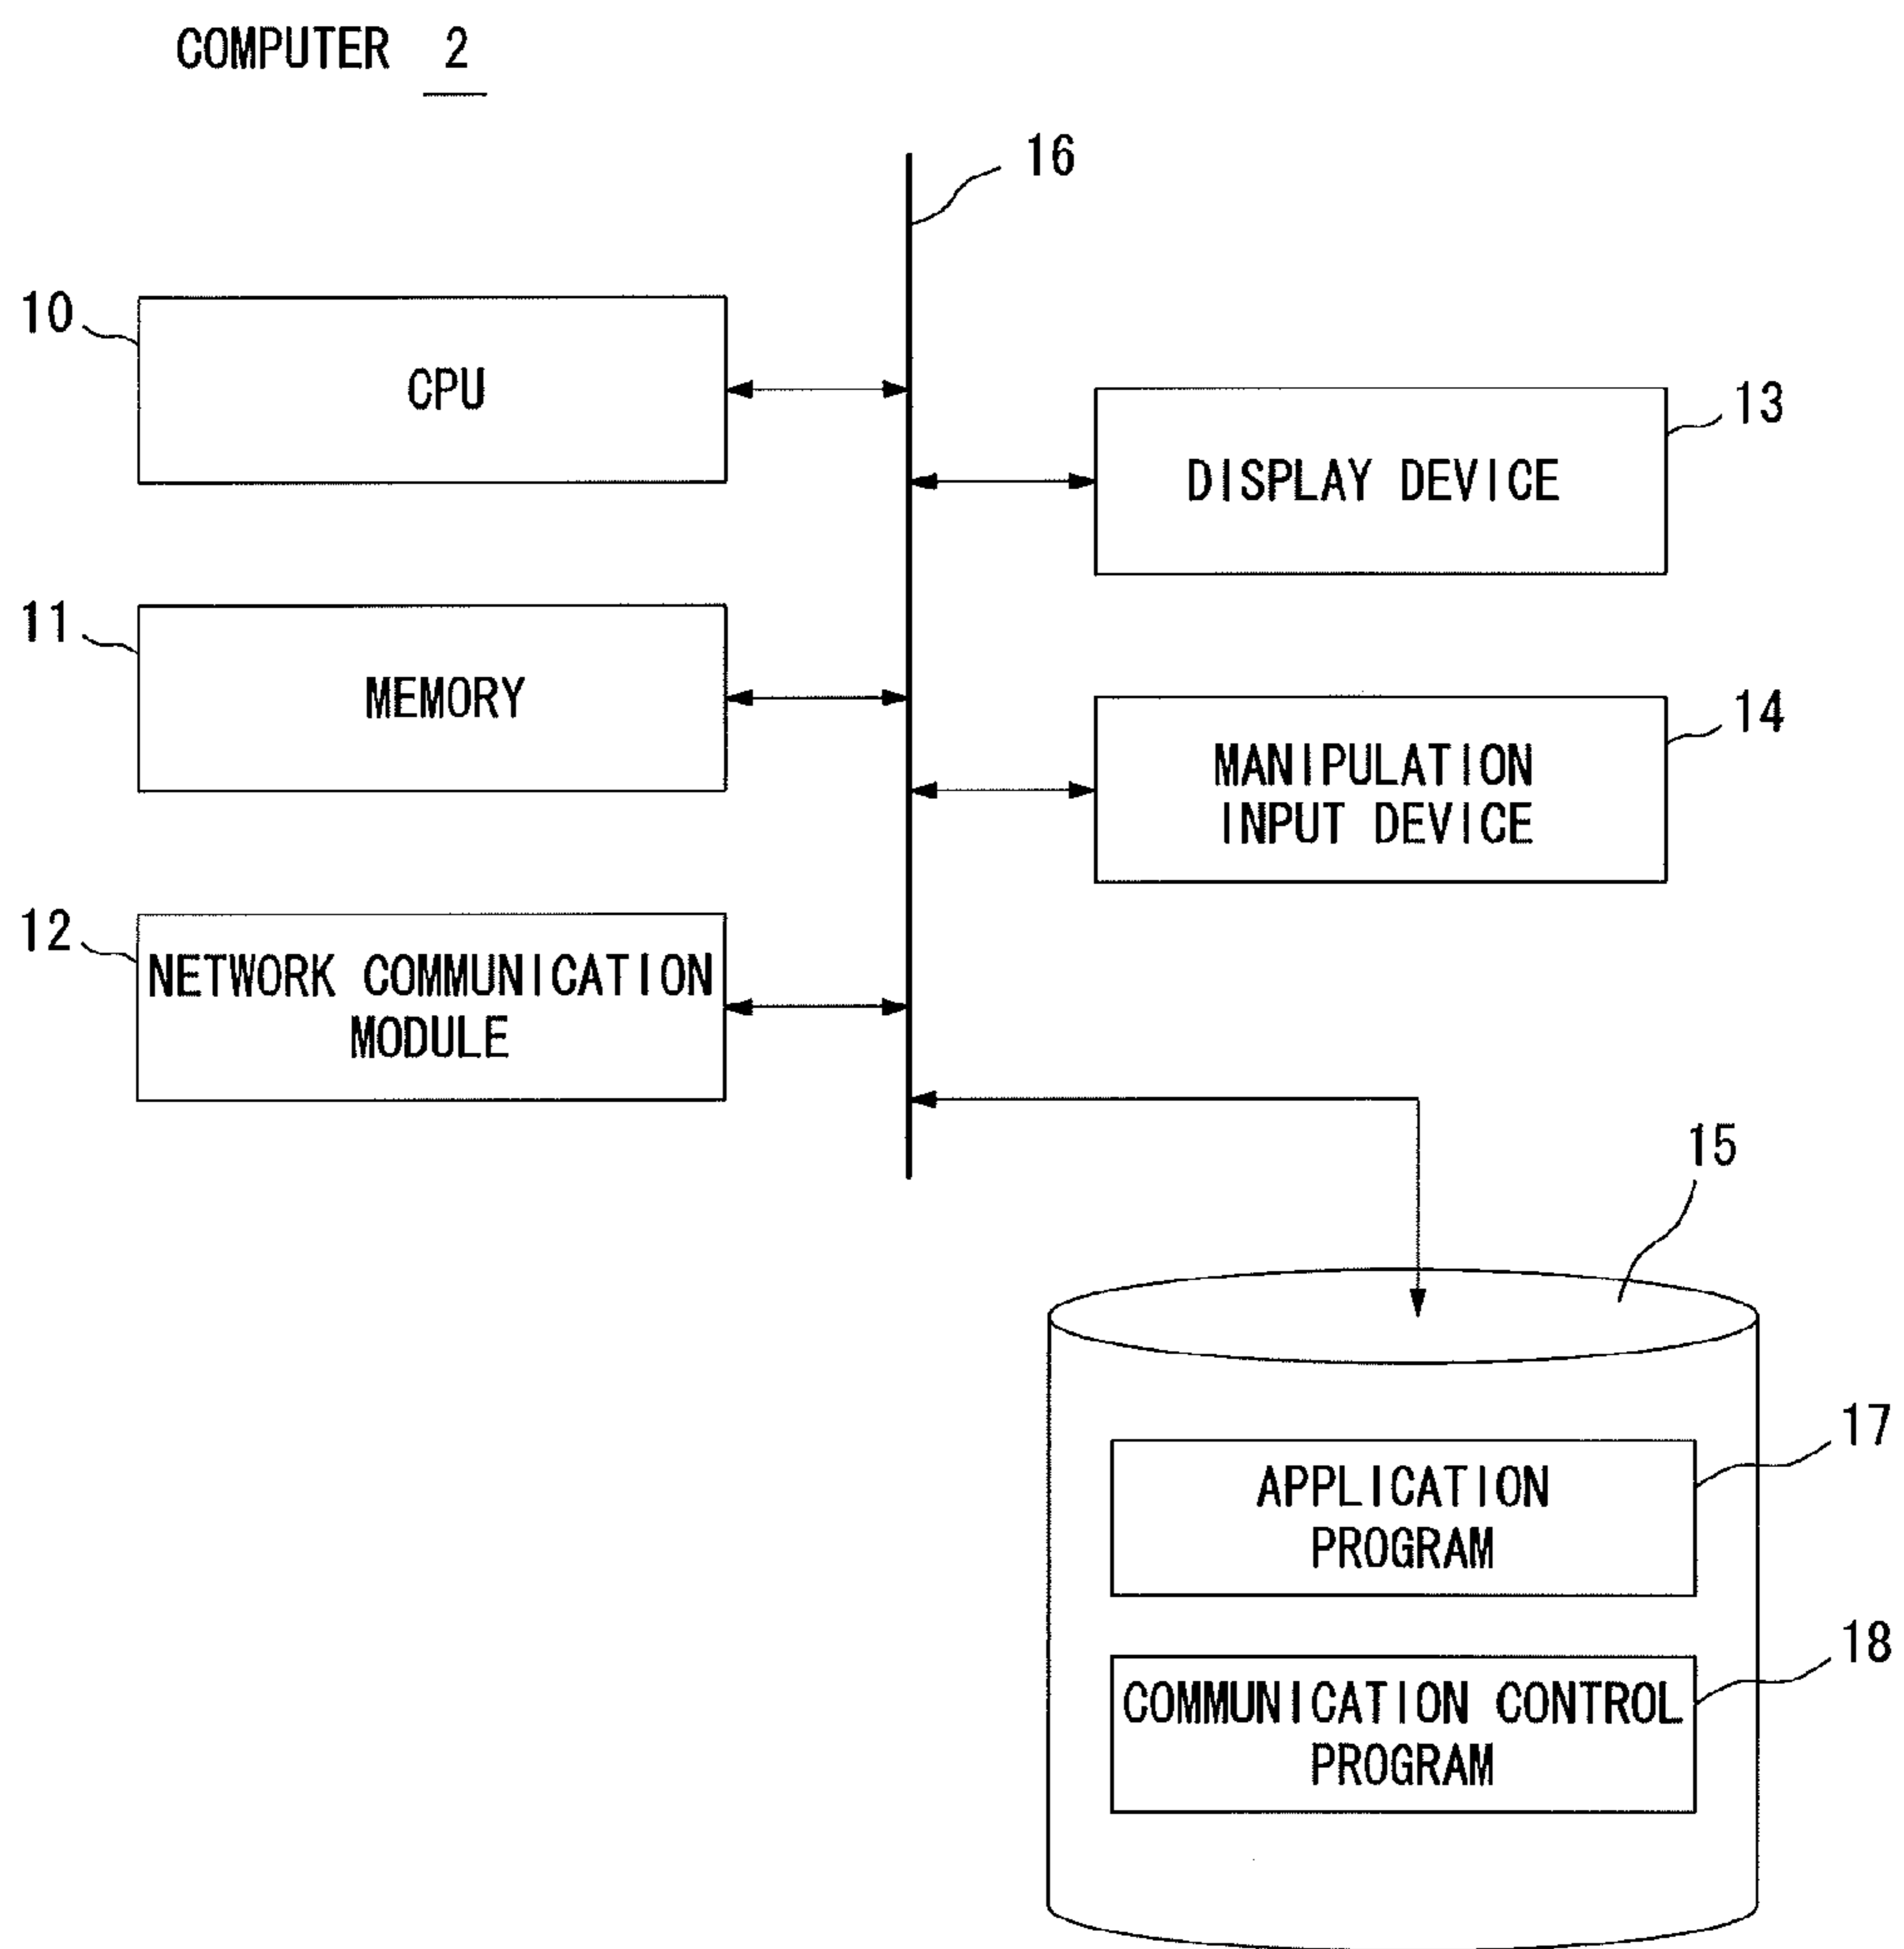 COMPUTER 2
16
10
CPU
13
DISPLAY DEVICE
11
MEMORY
14
MANIPULATION
INPUT DEVICE
12
NETWORK COMMUNICATION
MODULE
15
17
APPLICATION
PROGRAM
18
COMMUNICATION CONTROL
PROGRAM